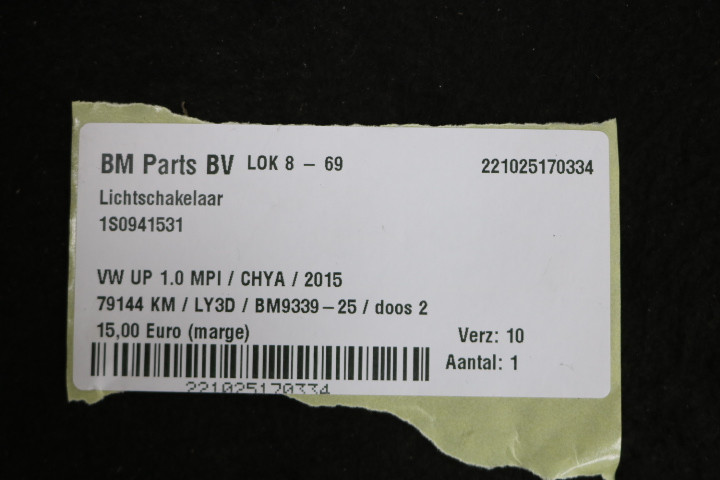 BM Parts BV LOK 8 - 69 221025170334
Lichtschakelaar
1S0941531
VW UP 1.0 MPI / CHYA / 2015
79144 KM / LY3D / BM9339-25 / doos 2
15,00 Euro (marge) Verz: 10
Aantal: 1
221025170334